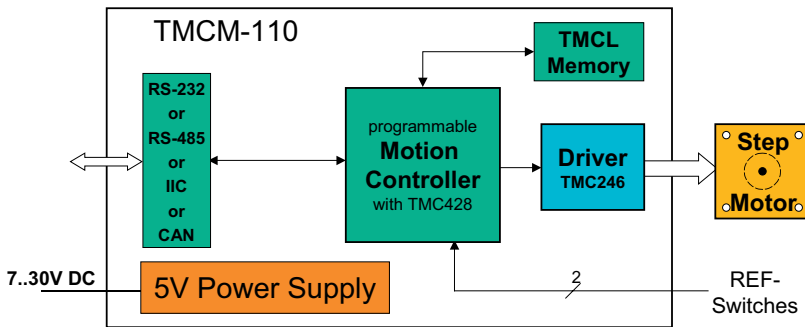 TMCM-110
TMCL
Memory
RS-232
or
RS-485
or
IIC
or
CAN
programmable
Motion
Controller
with TMC428
Driver
TMC246
Step
Motor
7..30V DC
5V Power Supply
2
REF-
Switches